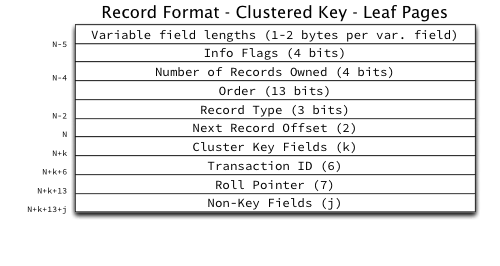 Record Format - Clustered Key - Leaf Pages
Variable field lengths (1-2 bytes per var. field)
N-5
Info Flags (4 bits)
Number of Records Owned (4 bits)
N-4
Order (13 bits)
Record Type (3 bits)
N-2
Next Record Offset (2)
N
Cluster Key Fields (k)
N+k
Transaction ID (6)
N+k+6
Roll Pointer (7)
N+k+13
Non-Key Fields (j)
N+k+13+j